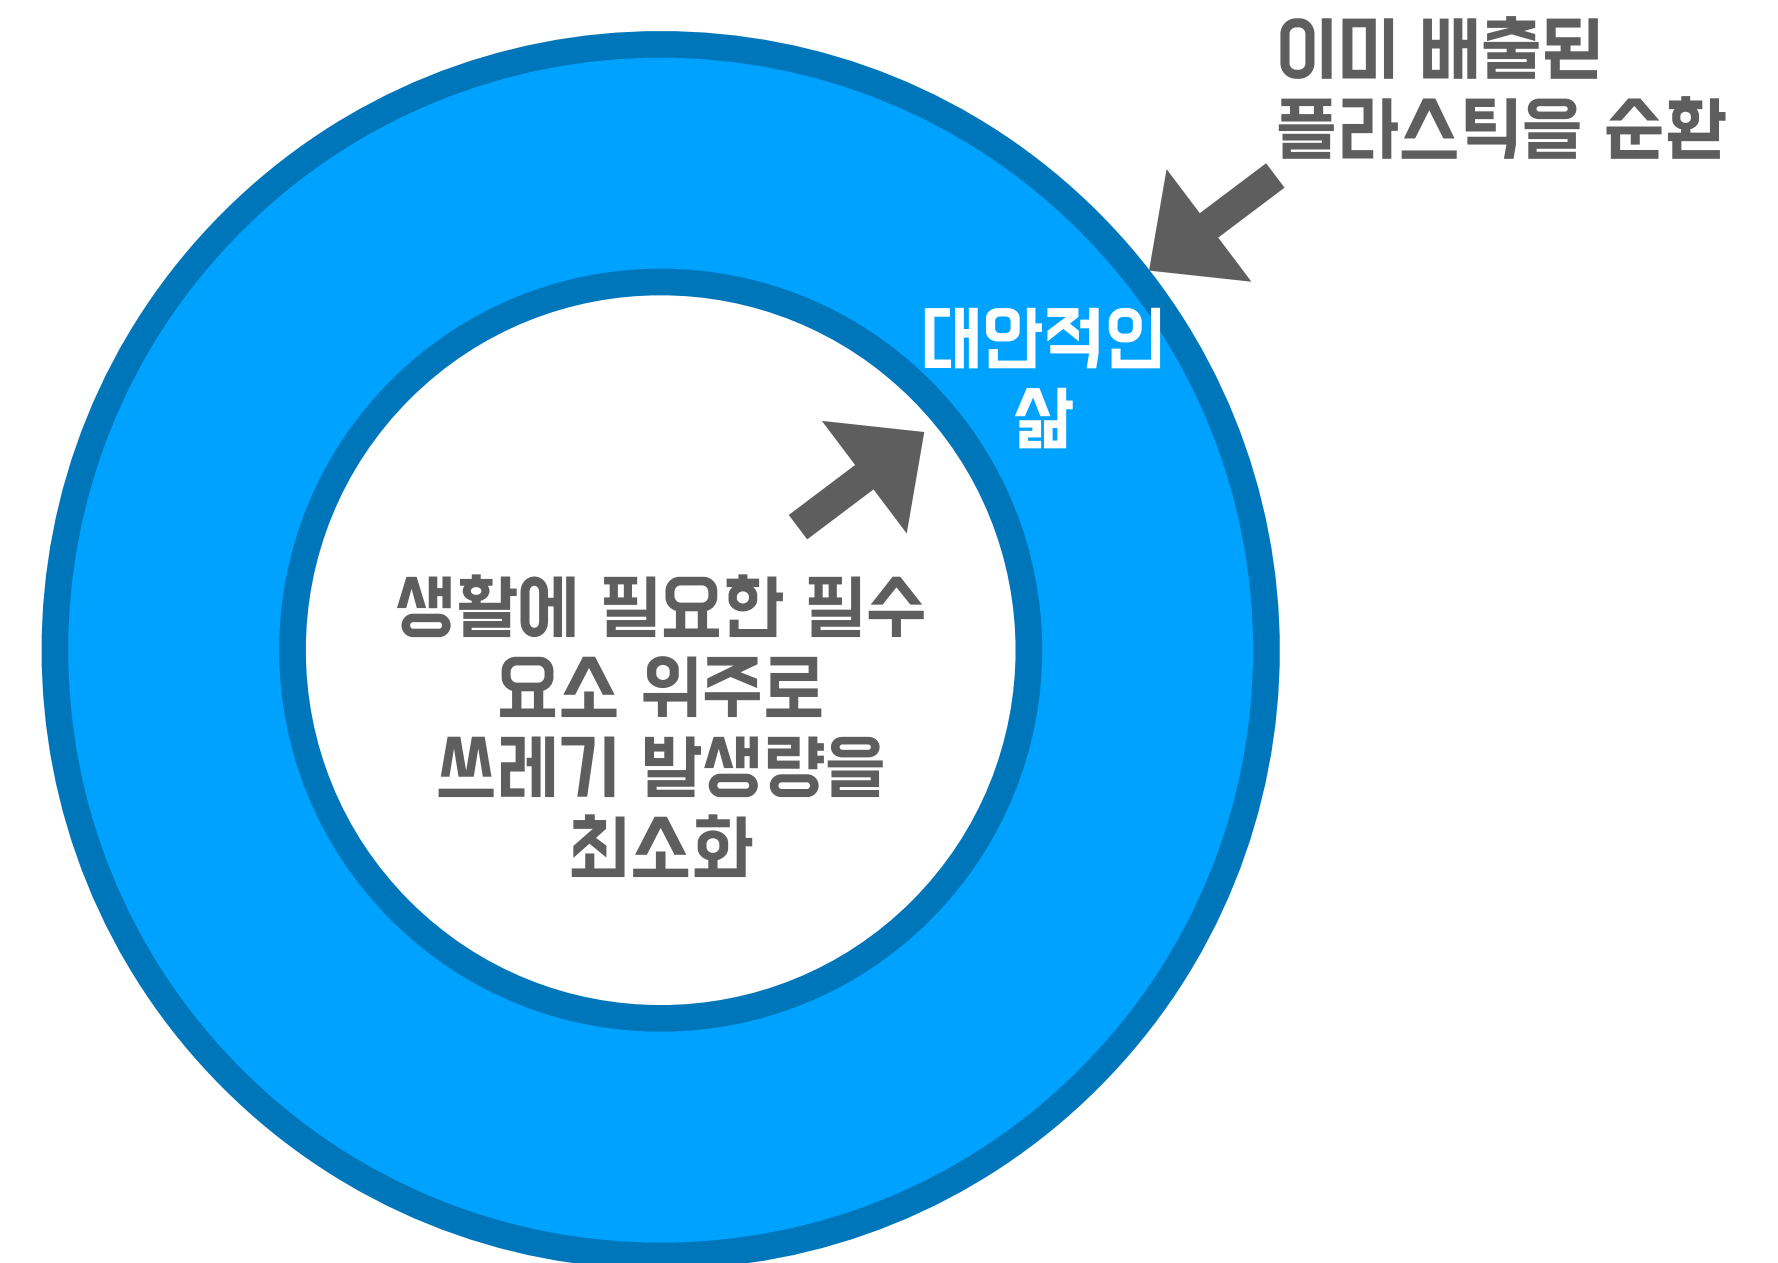 이미 배출된
플라스틱을 순환
대안적인
삶
생활에 필요한 필수
요소 위주로
쓰레기 발생량을
최소화